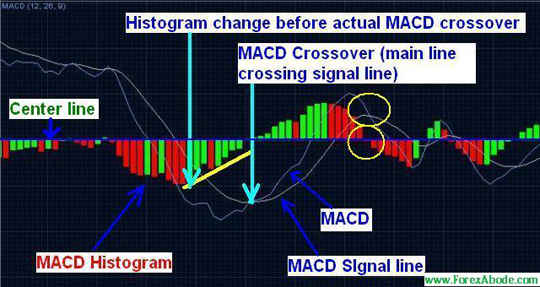 MACD (12, 26, 9)
Histogram change before actual MACD crossover
MACD Crossover (main line
crossing signal line)
Center line
MACD
MACD Histogram
MACD SIgnal line
www.ForexAbode.com